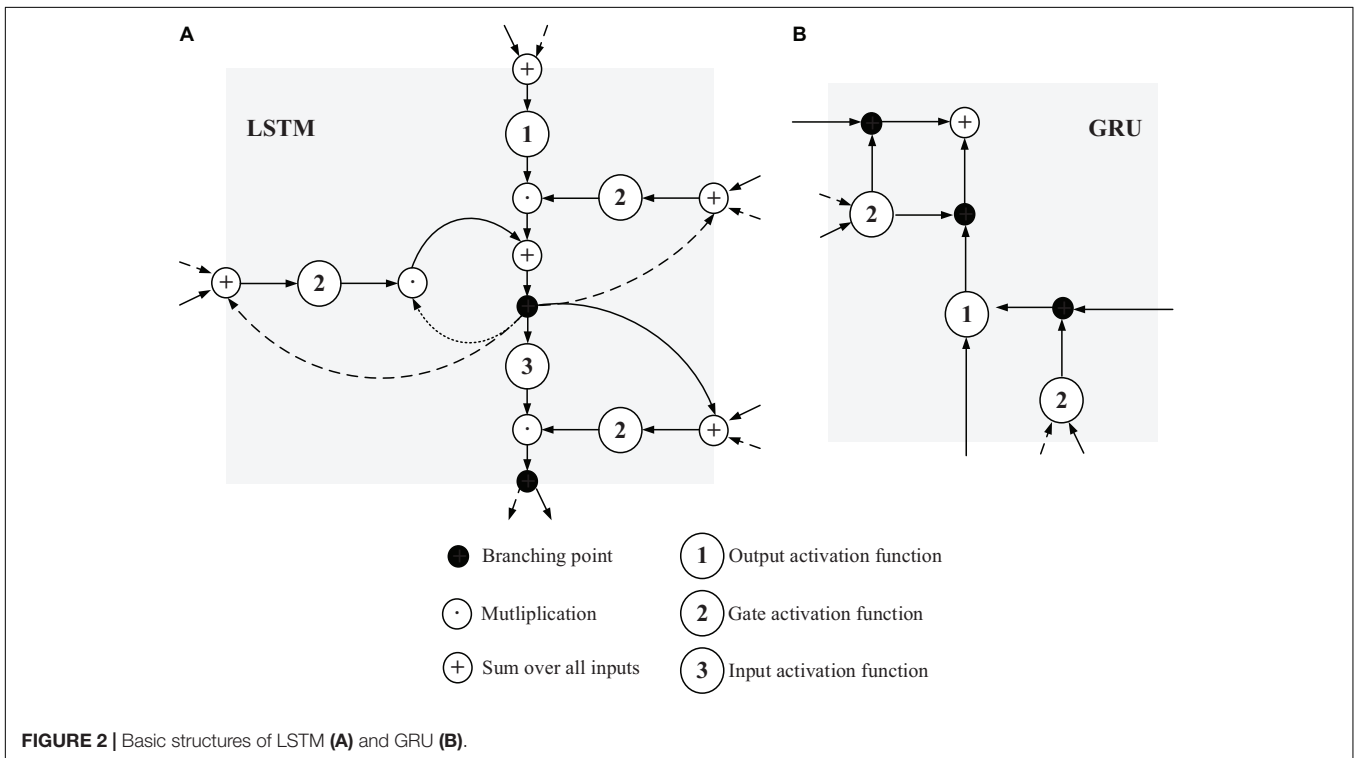 A
B
LSTM
GRU
+
1
·
2
+
+
+
2
·
+
3
·
2
+
+
+
+
2
+
1
+
2
+ Branching point
1 Output activation function
· Mutliplication
2 Gate activation function
+ Sum over all inputs
3 Input activation function
FIGURE 2 | Basic structures of LSTM (A) and GRU (B).